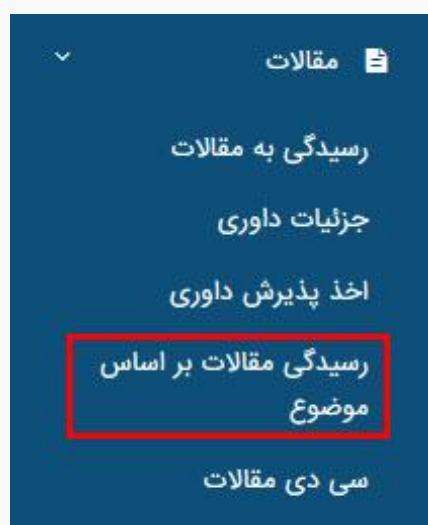 مقالات
رسیدگی به مقالات
جزئیات داوری
اخذ پذیرش داوری
رسیدگی مقالات بر اساس
موضوع
سی دی مقالات